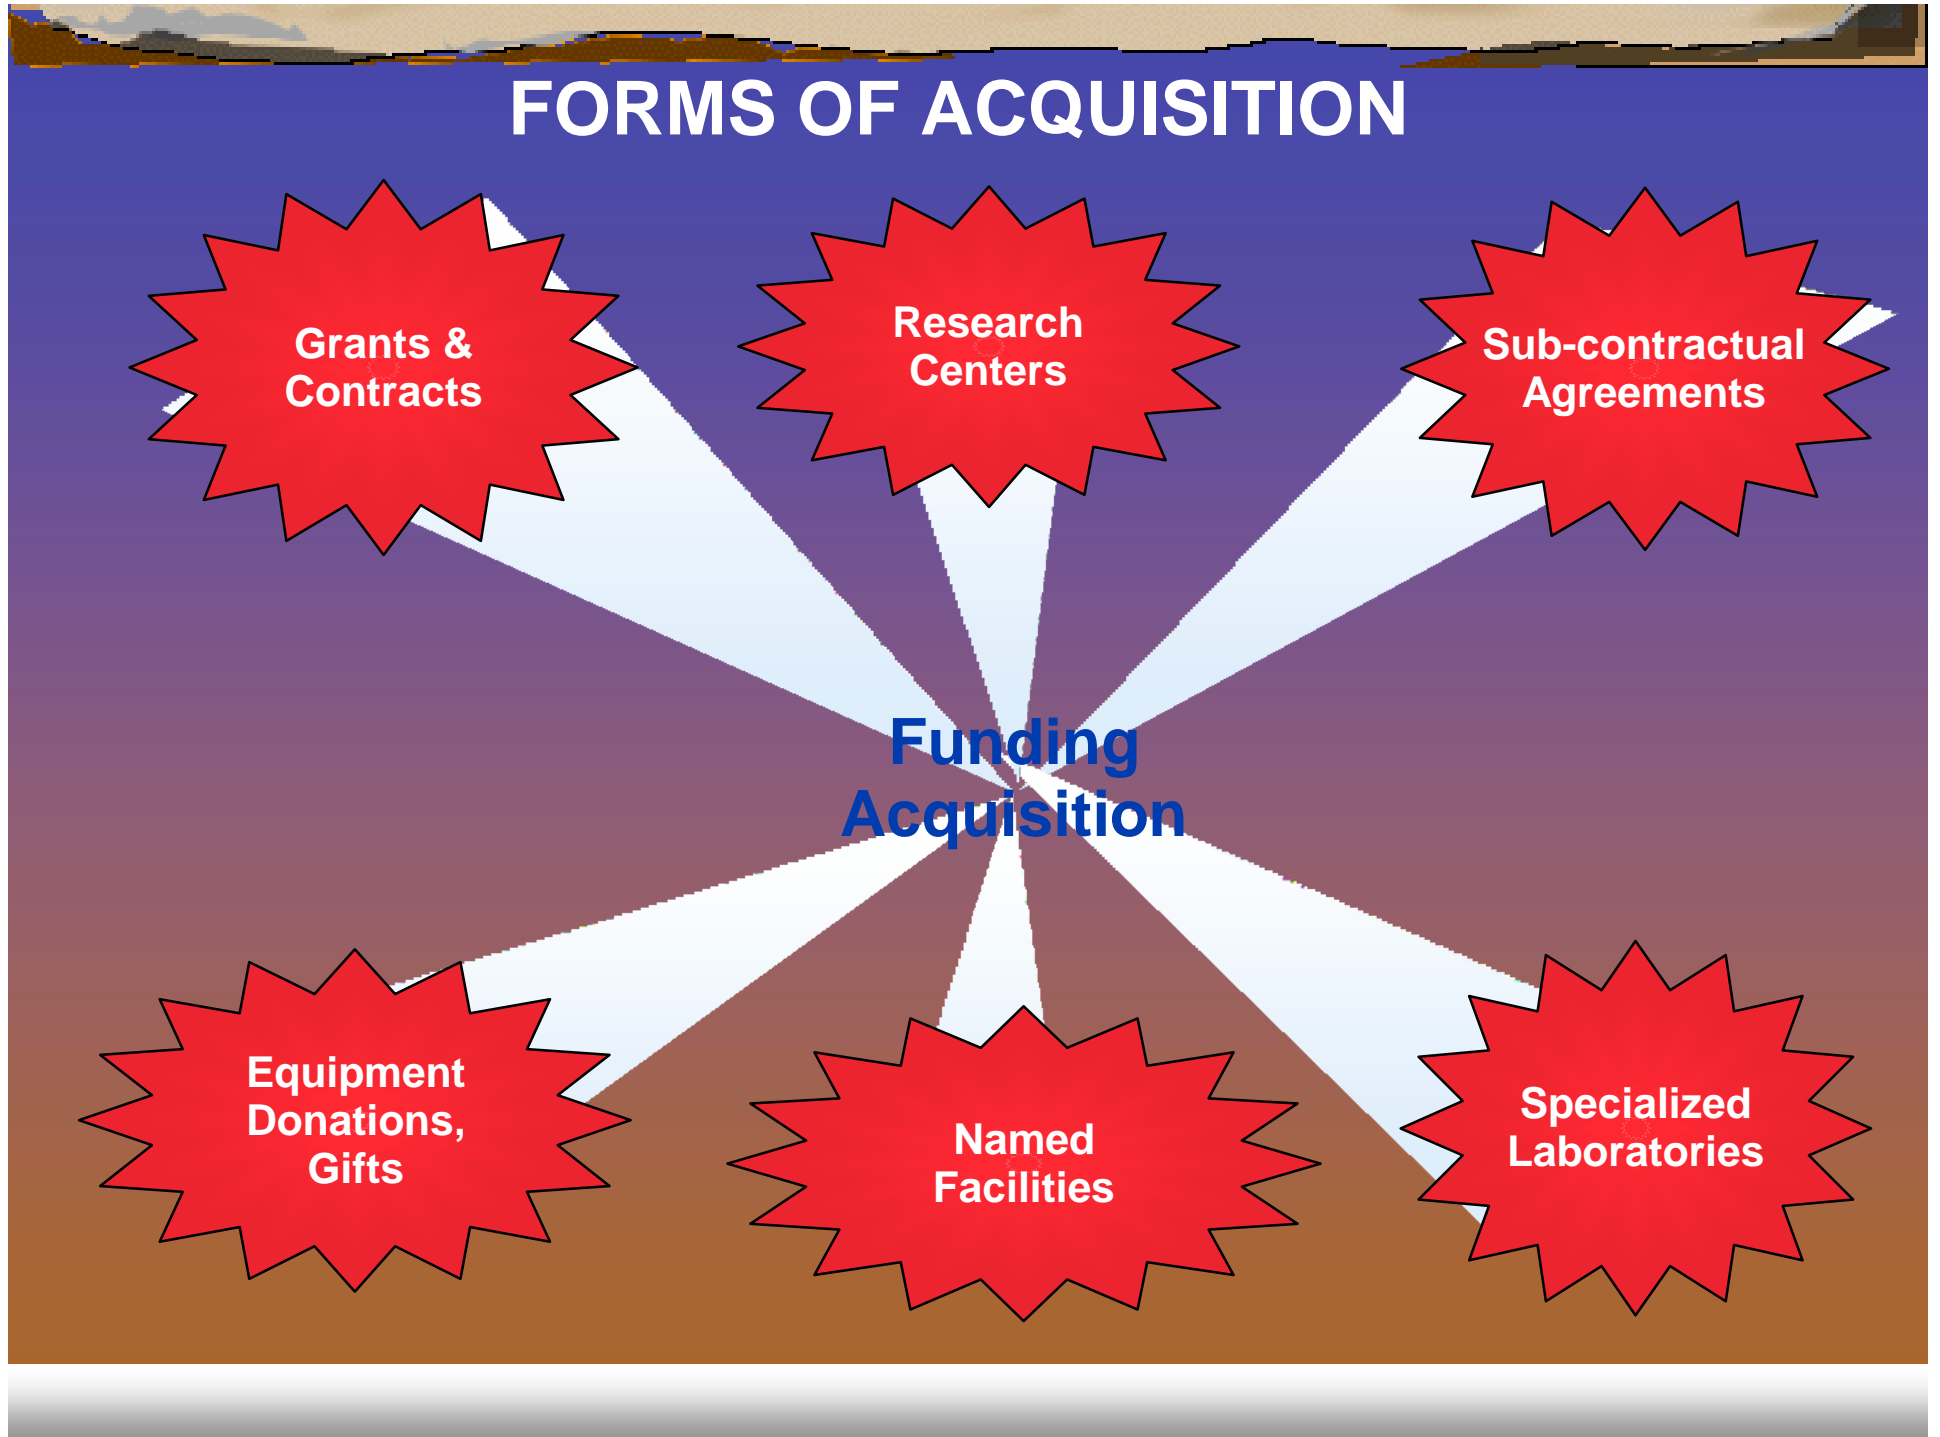 FORMS OF ACQUISITION
Grants &
Contracts
Research
Centers
Sub-contractual
Agreements
Funding
Acquisition
Equipment
Donations,
Gifts
Named
Facilities
Specialized
Laboratories